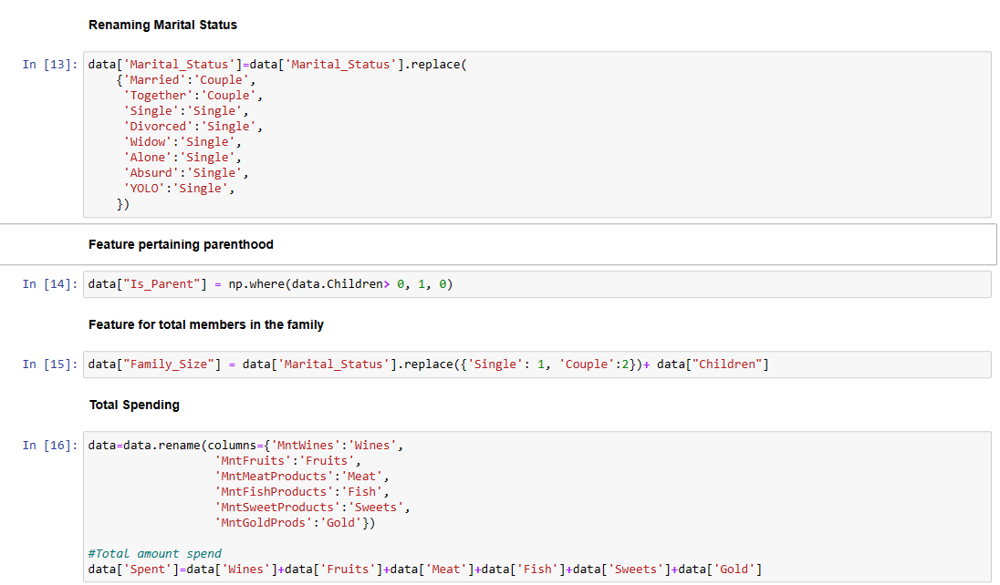 Renaming Marital Status
In [13]: data['Marital_Status']=data['Marital_Status'].replace(
    {'Married':'Couple',
     'Together':'Couple',
     'Single':'Single',
     'Divorced':'Single',
     'Widow':'Single',
     'Alone':'Single',
     'Absurd':'Single',
     'YOLO':'Single',
    })
Feature pertaining parenthood
In [14]: data["Is_Parent"] = np.where(data.Children> 0, 1, 0)
Feature for total members in the family
In [15]: data["Family_Size"] = data['Marital_Status'].replace({'Single': 1, 'Couple':2})+ data["Children"]
Total Spending
In [16]: data=data.rename(columns={'MntWines':'Wines',
                  'MntFruits':'Fruits',
                  'MntMeatProducts':'Meat',
                  'MntFishProducts':'Fish',
                  'MntSweetProducts':'Sweets',
                  'MntGoldProds':'Gold'})
#Total amount spend
data['Spent']=data['Wines']+data['Fruits']+data['Meat']+data['Fish']+data['Sweets']+data['Gold']